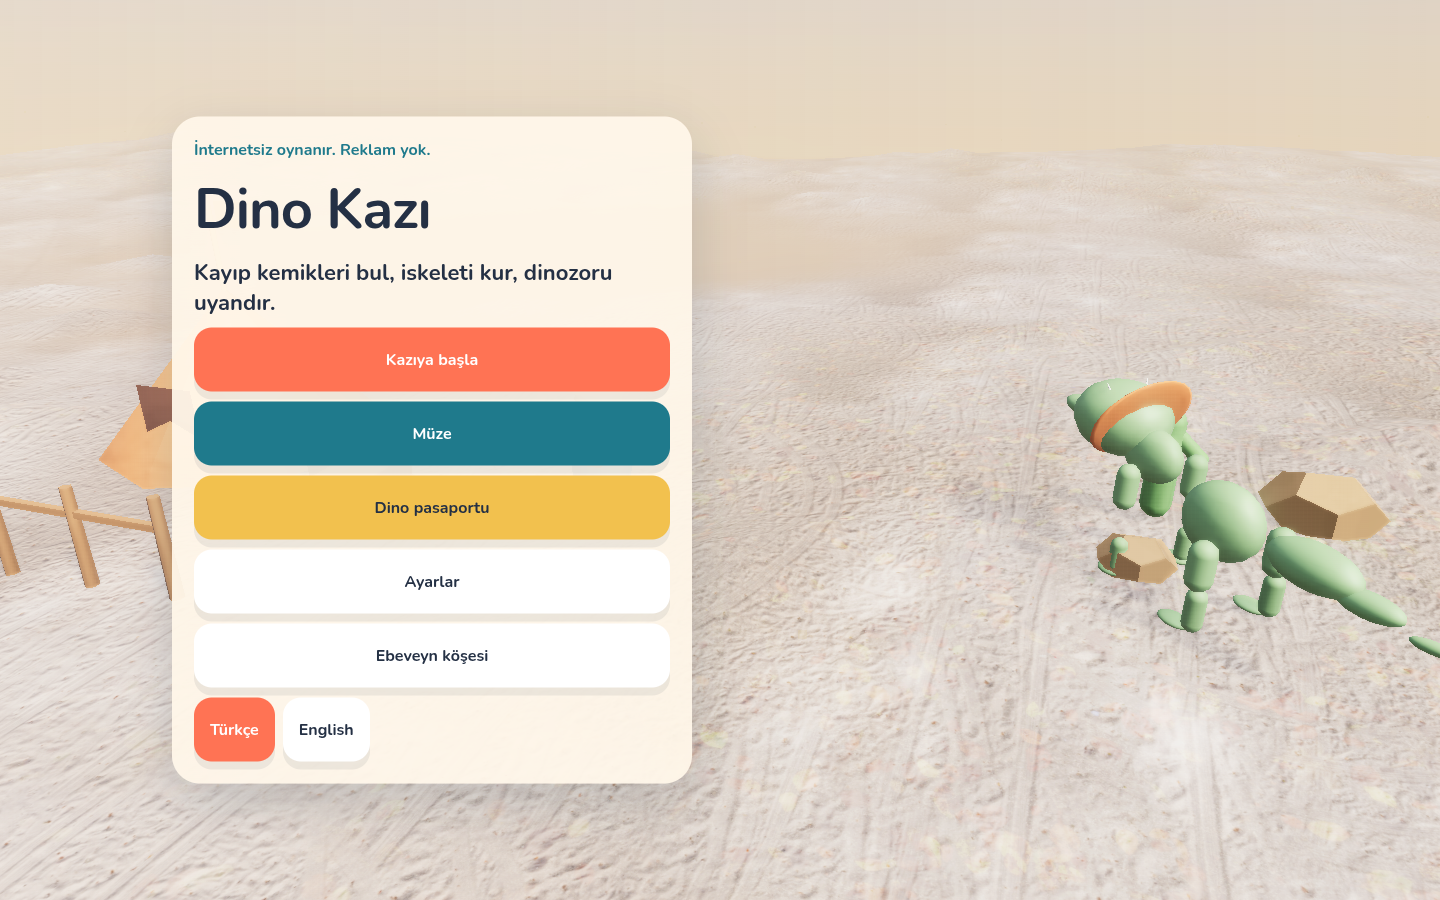 İnternetsiz oynanır. Reklam yok.
Dino Kazı
Kayıp kemikleri bul, iskeleti kur, dinozoru
uyandır.
Kazıya başla
Müze
Dino pasaportu
Ayarlar
Ebeveyn köşesi
Türkçe English